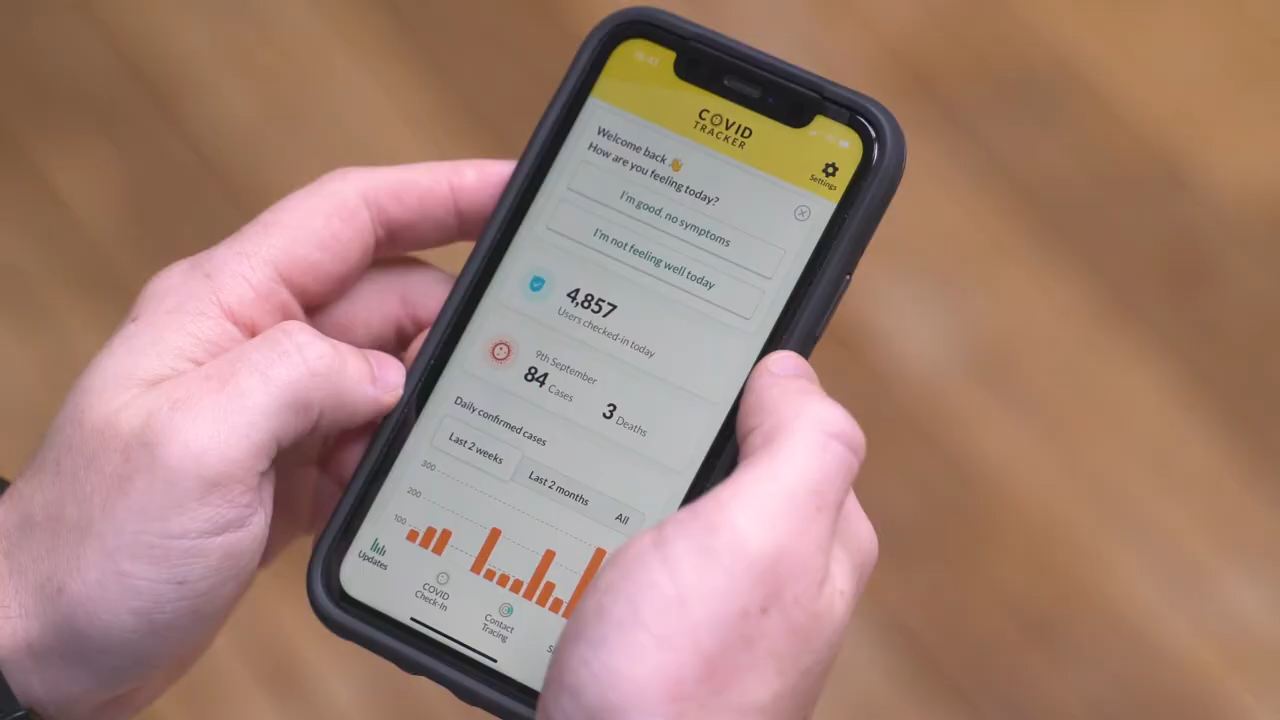 COVID
TRACKER
Settings
Welcome back 👋
How are you feeling today?
I'm good, no symptoms
I'm not feeling well today
4,857
Users checked-in today
9th September
84 Cases
3 Deaths
Daily confirmed cases
Last 2 weeks
Last 2 months
All
300
200
100
Updates
COVID
Check-In
Contact
Tracing